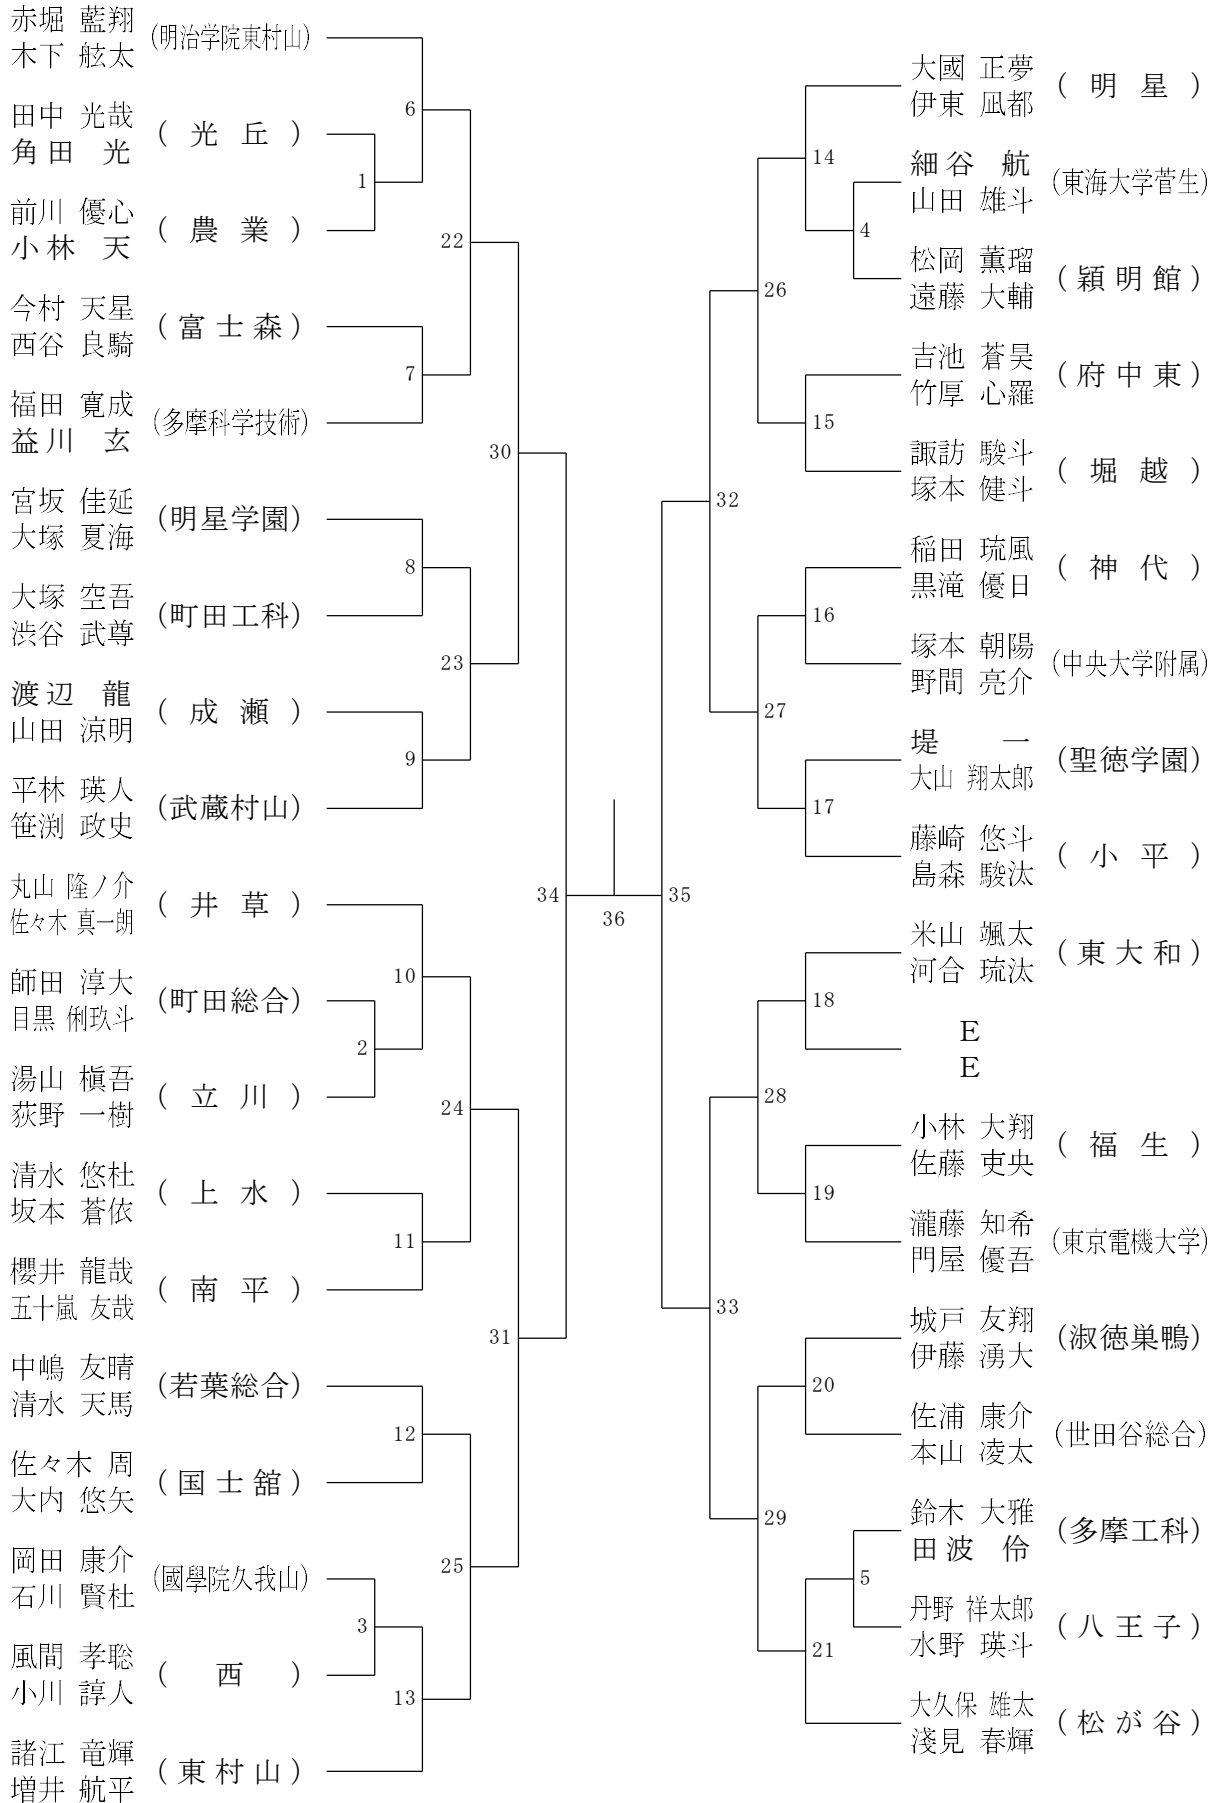 赤堀 藍翔
木下 舷太
(明治学院東村山)
田中 光哉
角田 光
(光丘)
前川 優心
小林 天
(農業)
今村 天星
西谷 良騎
(富士森)
福田 寛成
益川 玄
(多摩科学技術)
宮坂 佳延
大塚 夏海
(明星学園)
大塚 空吾
渋谷 武尊
(町田工科)
渡辺 龍
山田 涼明
(成瀬)
平林 瑛人
笹渕 政史
(武蔵村山)
丸山 隆ノ介
佐々木 真一朗
(井草)
師田 淳大
目黒 俐玖斗
(町田総合)
湯山 槇吾
荻野 一樹
(立川)
清水 悠杜
坂本 蒼依
(上水)
櫻井 龍哉
五十嵐 友哉
(南平)
中嶋 友晴
清水 天馬
(若葉総合)
佐々木 周
大内 悠矢
(国士舘)
岡田 康介
石川 賢杜
(國學院久我山)
風間 孝聡
小川 諄人
(西)
諸江 竜輝
増井 航平
(東村山)
1
2
3
6
7
8
9
10
11
12
13
22
23
24
25
30
31
34
36
35
32
33
26
27
28
29
14
15
16
17
18
19
20
21
4
5
大國 正夢
伊東 凪都
(明星)
細谷 航
山田 雄斗
(東海大学菅生)
松岡 薫瑠
遠藤 大輔
(穎明館)
吉池 蒼昊
竹厚 心羅
(府中東)
諏訪 駿斗
塚本 健斗
(堀越)
稲田 琉風
黒滝 優日
(神代)
塚本 朝陽
野間 亮介
(中央大学附属)
堤 一
大山 翔太郎
(聖徳学園)
藤崎 悠斗
島森 駿汰
(小平)
米山 颯太
河合 琉汰
(東大和)
E
E
小林 大翔
佐藤 吏央
(福生)
瀧藤 知希
門屋 優吾
(東京電機大学)
城戸 友翔
伊藤 湧大
(淑徳巣鴨)
佐浦 康介
本山 凌太
(世田谷総合)
鈴木 大雅
田波 伶
(多摩工科)
丹野 祥太郎
水野 瑛斗
(八王子)
大久保 雄太
淺見 春輝
(松が谷)